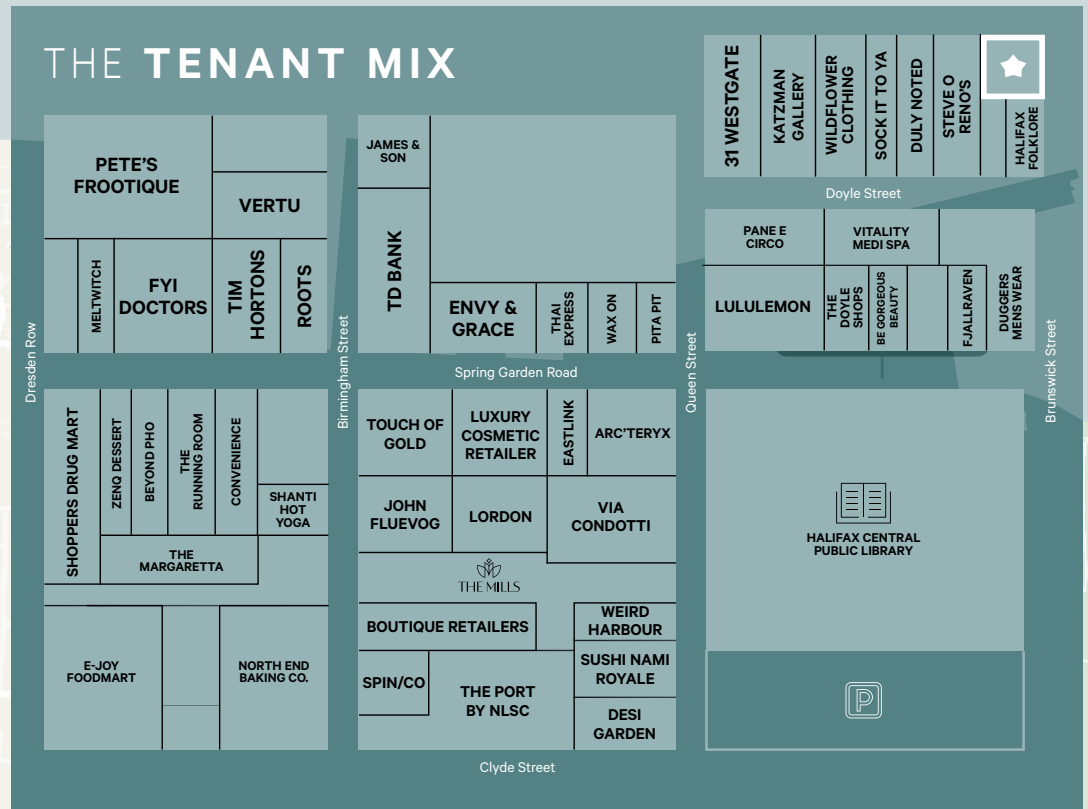 THE TENANT MIX
31 WESTGATE
KATZMAN
GALLERY
WILDFLOWER
CLOTHING
SOCK IT TO YA
DULY NOTED
STEVE O
RENO'S
HALIFAX
FOLKLORE
Doyle Street
PETE'S
FROOTIQUE
VERTU
MELTWITCH
FYI
DOCTORS
TIM
HORTONS
ROOTS
JAMES &
SON
TD BANK
ENVY &
GRACE
THAI
EXPRESS
WAX ON
PITA PIT
PANE E
CIRCO
VITALITY
MEDI SPA
LULULEMON
THE
DOYLE
SHOPS
BE GORGEOUS
BEAUTY
FJALLRAVEN
DUGGERS
MENS WEAR
Dresden Row
Birmingham Street
Spring Garden Road
Queen Street
Brunswick Street
SHOPPERS DRUG MART
ZENQ DESSERT
BEYOND PHO
THE
RUNNING ROOM
CONVENIENCE
SHANTI
HOT
YOGA
THE
MARGARETTA
E-JOY
FOODMART
NORTH END
BAKING CO.
TOUCH OF
GOLD
LUXURY
COSMETIC
RETAILER
EASTLINK
ARC'TERYX
JOHN
FLUEVOG
LORDON
VIA
CONDOTTI
THE MILLS
BOUTIQUE RETAILERS
WEIRD
HARBOUR
SPIN/CO
THE PORT
BY NLSC
SUSHI NAMI
ROYALE
DESI
GARDEN
HALIFAX CENTRAL
PUBLIC LIBRARY
P
Clyde Street